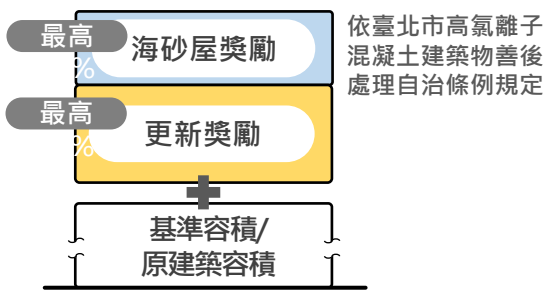 最高
%
海砂屋獎勵
依臺北市高氯離子
混凝土建築物善後
處理自治條例規定
最高
%
更新獎勵
基準容積/
原建築容積